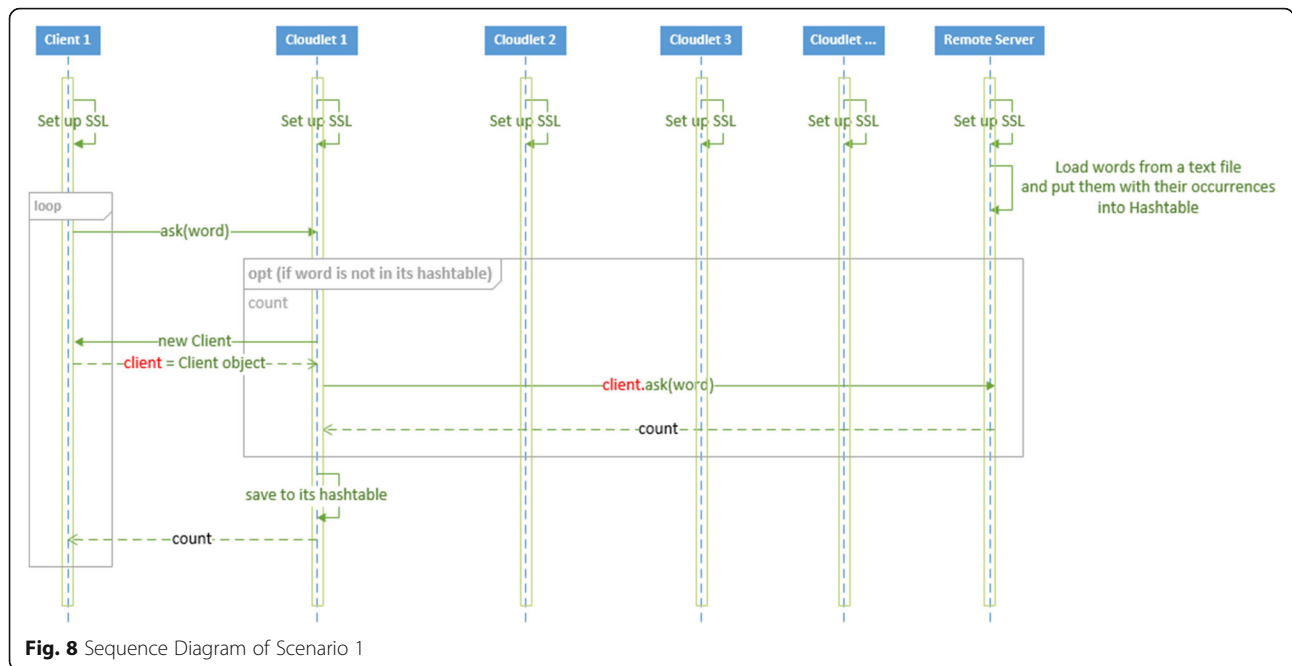 Client 1
Cloudlet 1
Cloudlet 2
Cloudlet 3
Cloudlet ...
Remote Server
Set up SSL
Set up SSL
Set up SSL
Set up SSL
Set up SSL
Set up SSL
Load words from a text file
and put them with their occurrences
into Hashtable
loop
ask(word)
opt (if word is not in its hashtable)
count
new Client
client = Client object
client.ask(word)
count
save to its hashtable
count
Fig. 8 Sequence Diagram of Scenario 1